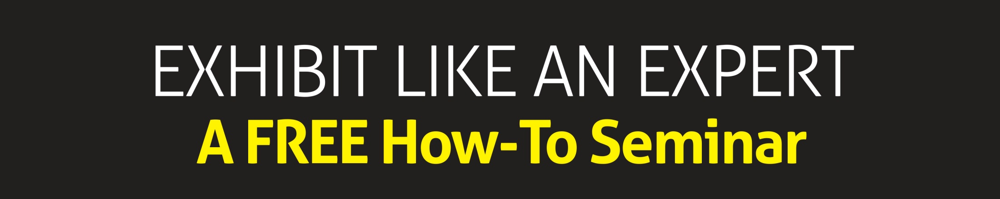 EXHIBIT LIKE AN EXPERT
A FREE How-To Seminar